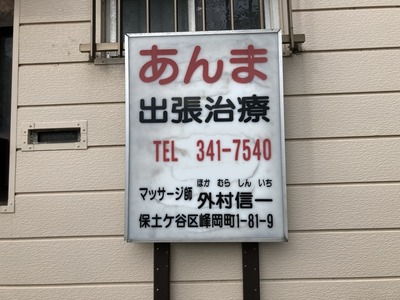 あんま
出張治療
TEL 341-7540
ほか むら しん いち
マッサージ師 外村信一
保土ケ谷区峰岡町1-81-9